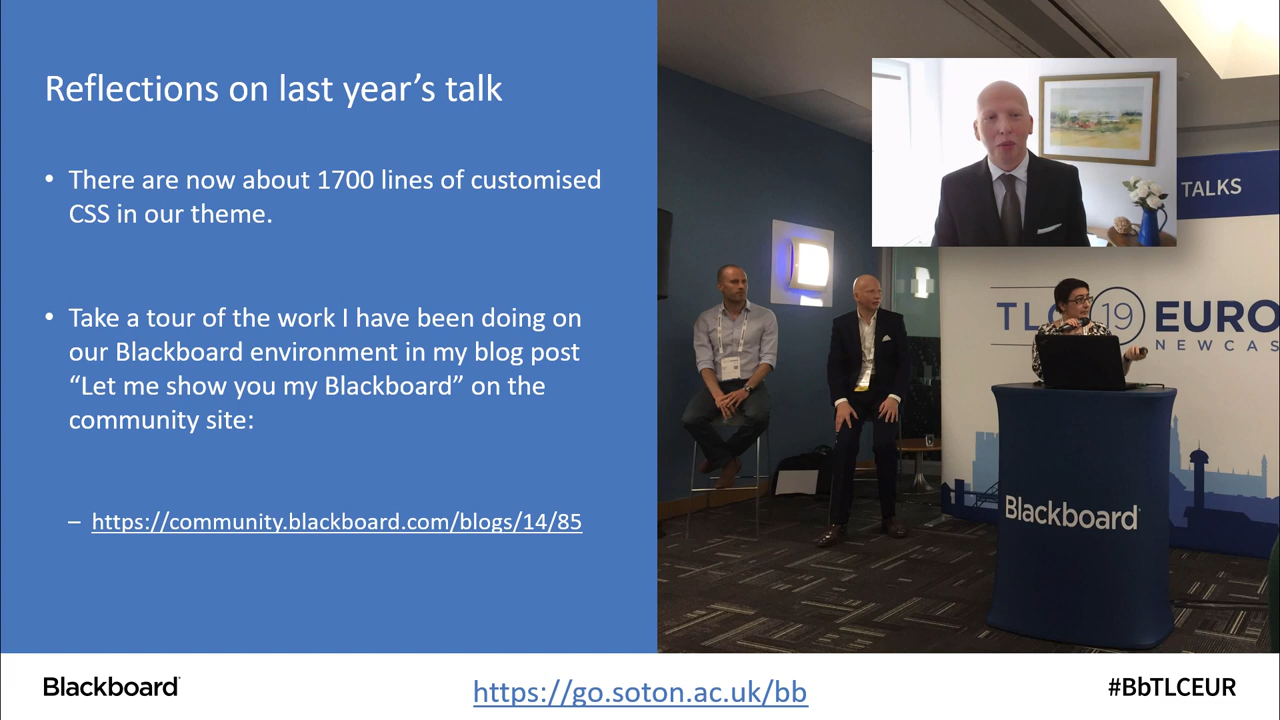 Reflections on last year’s talk
• There are now about 1700 lines of customised
CSS in our theme.
• Take a tour of the work I have been doing on
our Blackboard environment in my blog post
“Let me show you my Blackboard” on the
community site:
– https://community.blackboard.com/blogs/14/85
TALKS
19 EURO
NEWCAS
Blackboard
Blackboard
https://go.soton.ac.uk/bb
#BbTLCEUR